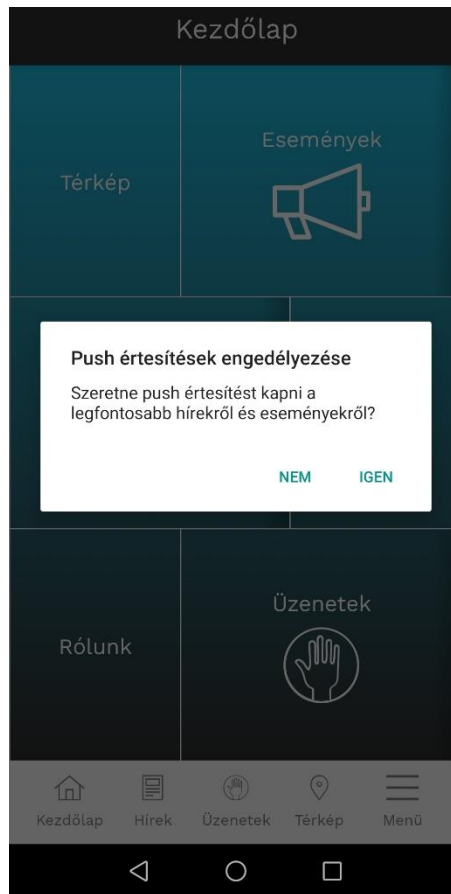 Kezdőlap
Események
Térkép
Push értesítések engedélyezése
Szeretne push értesítést kapni a
legfontosabb hírekről és eseményekről?
NEM IGEN
Üzenetek
Rólunk
Kezdőlap Hírek Üzenetek Térkép Menü